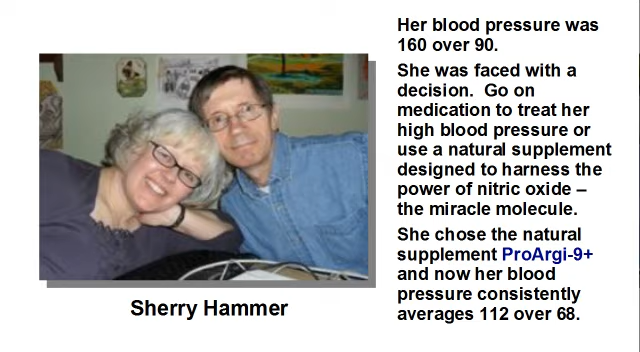 Her blood pressure was
160 over 90.
She was faced with a
decision.  Go on
medication to treat her
high blood pressure or
use a natural supplement
designed to harness the
power of nitric oxide –
the miracle molecule.
She chose the natural
supplement ProArgi-9+
and now her blood
pressure consistently
averages 112 over 68.
Sherry Hammer